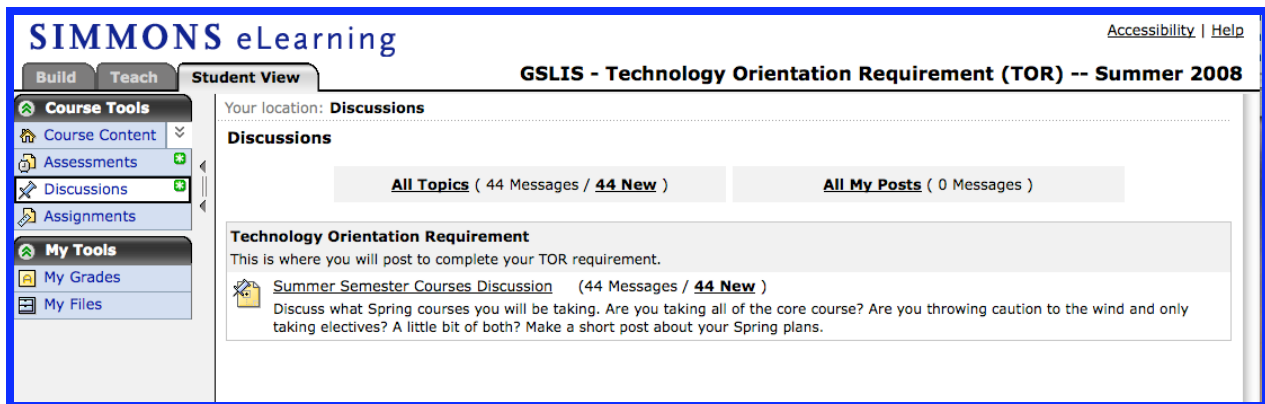 SIMMONS eLearning
Accessibility | Help
Build Teach Student View
GSLIS - Technology Orientation Requirement (TOR) -- Summer 2008
Course Tools
Course Content
Assessments
Discussions
Assignments
My Tools
My Grades
My Files
Your location: Discussions
Discussions
All Topics ( 44 Messages / 44 New )
All My Posts ( 0 Messages )
Technology Orientation Requirement
This is where you will post to complete your TOR requirement.
Summer Semester Courses Discussion (44 Messages / 44 New )
Discuss what Spring courses you will be taking. Are you taking all of the core course? Are you throwing caution to the wind and only
taking electives? A little bit of both? Make a short post about your Spring plans.